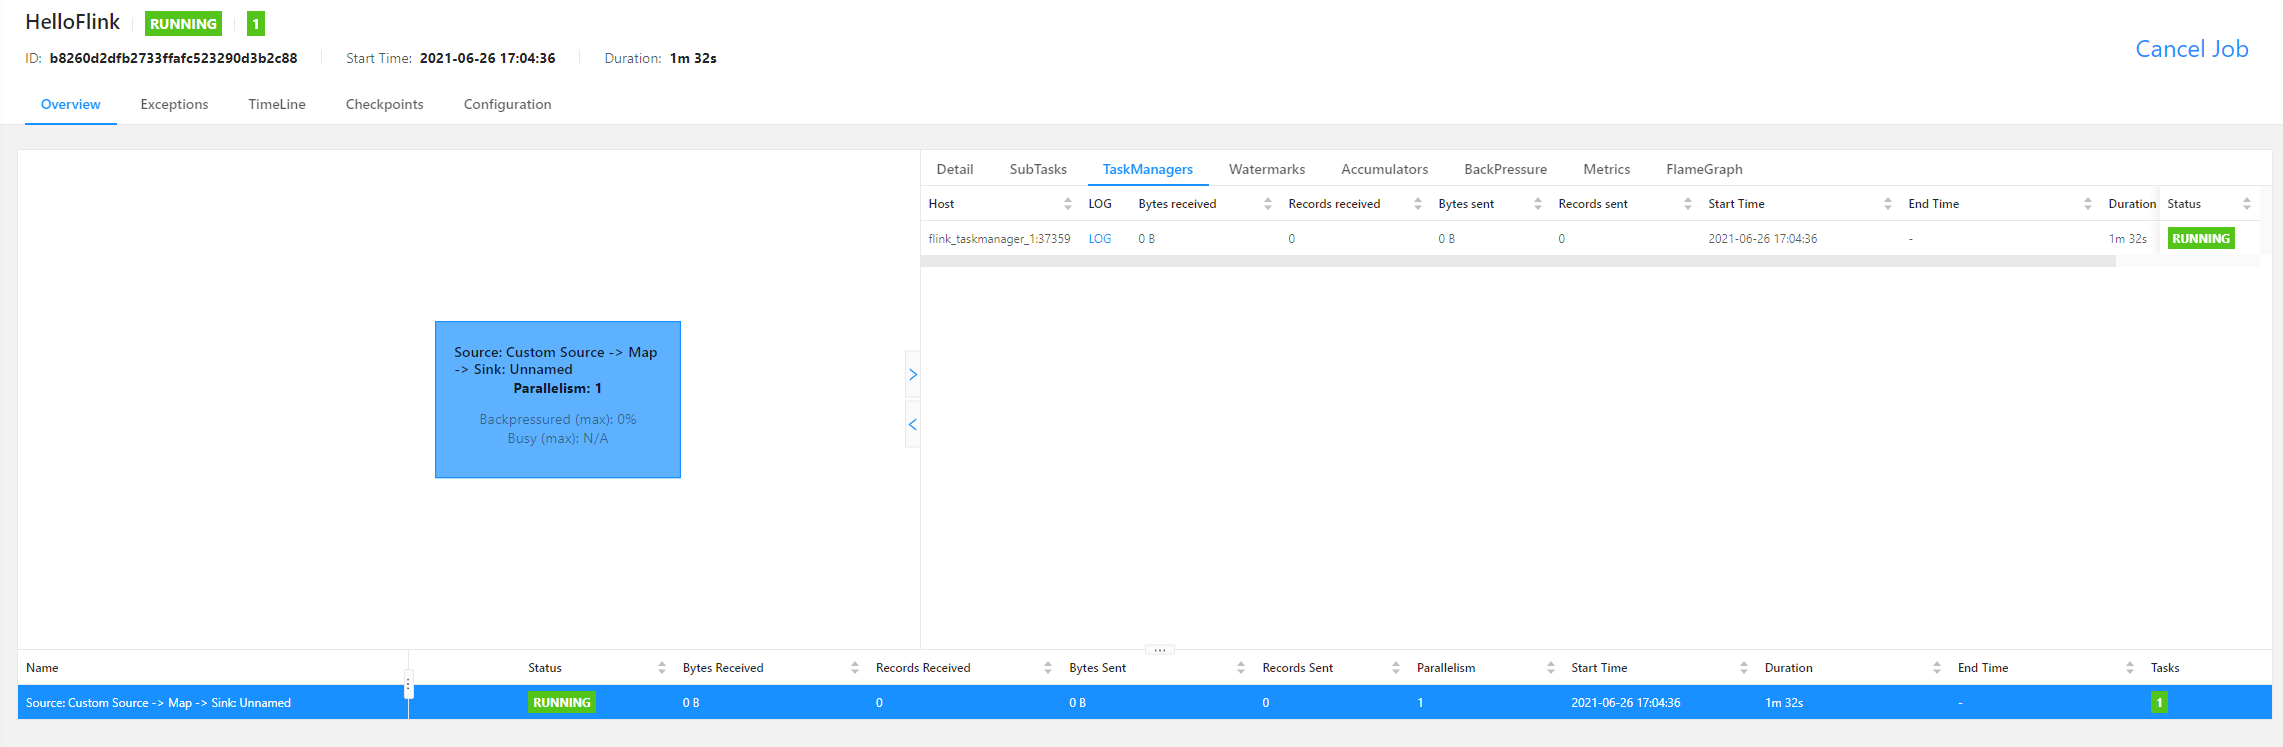 HelloFlink RUNNING 1
ID: b8260d2dfb2733ffafc523290d3b2c88 Start Time: 2021-06-26 17:04:36 Duration: 1m 32s
Cancel Job
Overview Exceptions TimeLine Checkpoints Configuration
Source: Custom Source -> Map
-> Sink: Unnamed
Parallelism: 1
Backpressured (max): 0%
Busy (max): N/A
Detail SubTasks TaskManagers Watermarks Accumulators BackPressure Metrics FlameGraph
Host LOG Bytes received Records received Bytes sent Records sent Start Time End Time Duration Status
flink_taskmanager_1:37359 LOG 0 B 0 0 B 0 2021-06-26 17:04:36 - 1m 32s RUNNING
Name Status Bytes Received Records Received Bytes Sent Records Sent Parallelism Start Time Duration End Time Tasks
Source: Custom Source -> Map -> Sink: Unnamed RUNNING 0 B 0 0 B 0 1 2021-06-26 17:04:36 1m 32s - 1